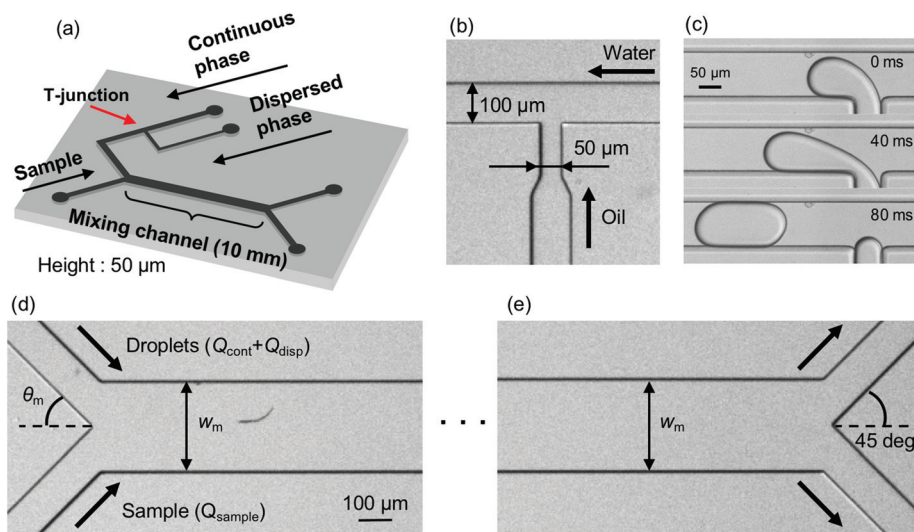 (a)
Continuous
phase
T-junction
Dispersed
phase
Sample
Mixing channel (10 mm)
Height : 50 μm
(b)
Water
100 μm
50 μm
Oil
(c)
0 ms
50 μm
40 ms
80 ms
(d)
Droplets (Qcont+Qdisp)
θm
wm
Sample (Qsample)
100 μm
. . .
(e)
wm
45 deg